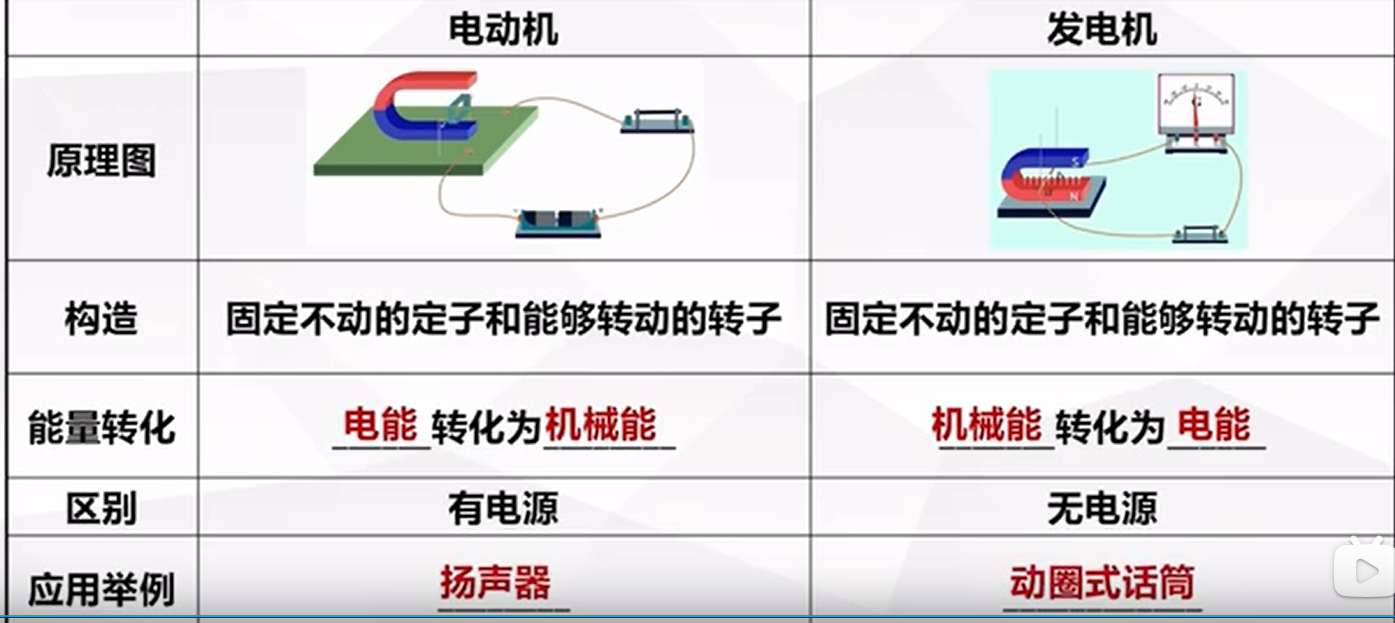 电动机 发电机
原理图
G
S
N
构造 固定不动的定子和能够转动的转子 固定不动的定子和能够转动的转子
能量转化 电能转化为机械能 机械能转化为电能
区别 有电源 无电源
应用举例 扬声器 动圈式话筒